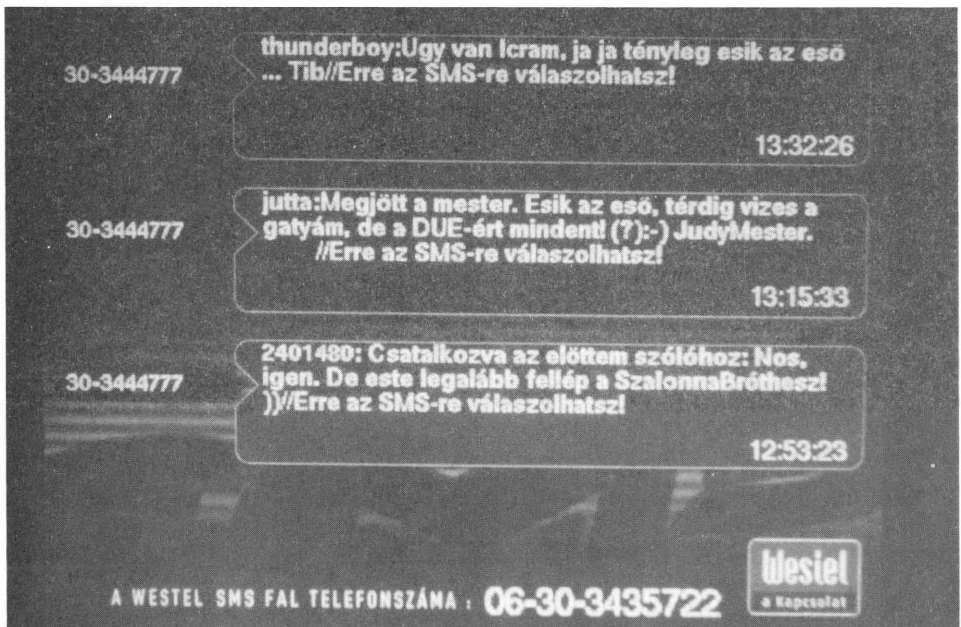 30-3444777
thunderboy:Ugy van Icram, ja ja tényleg esik az eső
... Tib//Erre az SMS-re válaszolhatsz!
13:32:26
30-3444777
jutta:Megjött a mester. Esik az eső, térdig vizes a
gatyám, de a DUE-ért mindent! (?):-) JudyMester.
//Erre az SMS-re válaszolhatsz!
13:15:33
30-3444777
2401480: Csatalkozva az előttem szólóhoz: Nos,
igen. De este legalább fellép a SzalonnaBréthesz!
))//Erre az SMS-re válaszolhatsz!
12:53:23
A WESTEL SMS FAL TELEFONSZÁMA : 06-30-3435722
Westel
a Kapcsolat